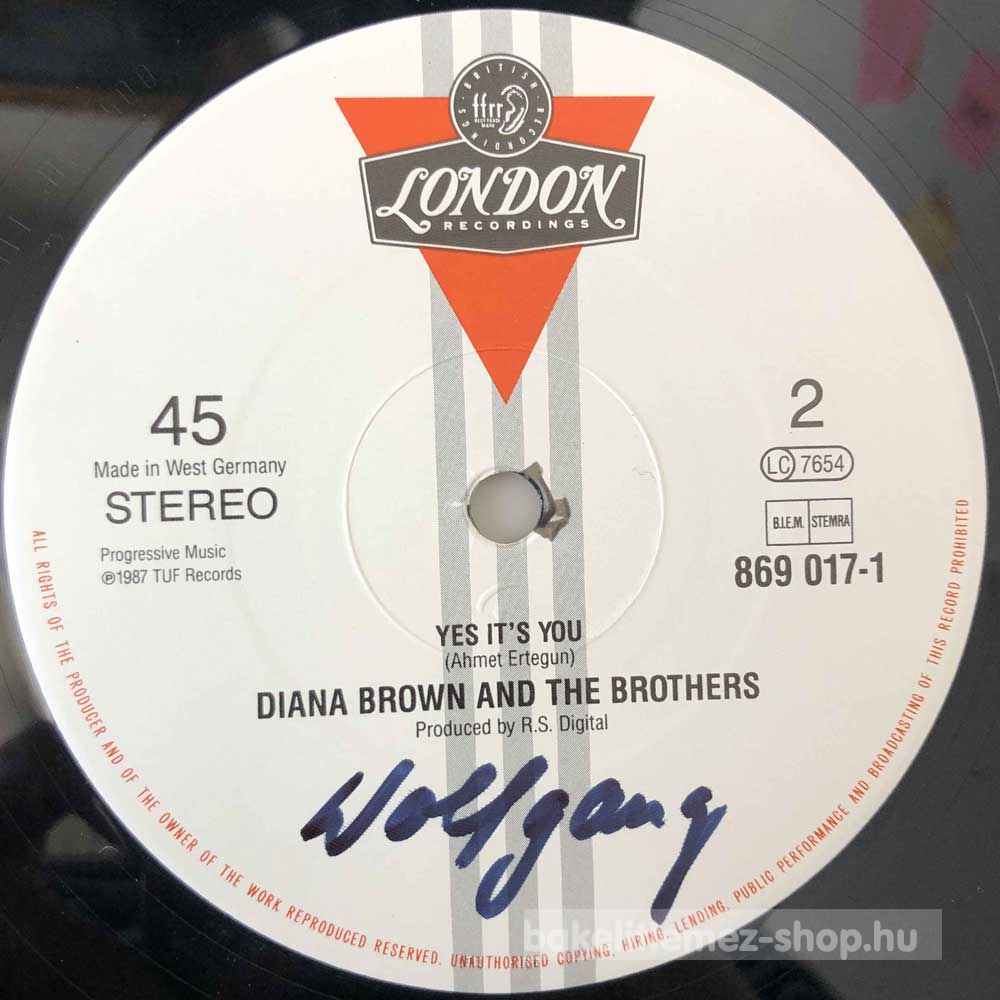 BRITISH RECORDINGS
ffrr
LONDON
RECORDINGS
45
Made in West Germany
STEREO
Progressive Music
℗1987 TUF Records
2
LC 7654
B.I.E.M. STEMRA
869 017-1
YES IT'S YOU
(Ahmet Ertegun)
DIANA BROWN AND THE BROTHERS
Produced by R.S. Digital
Wolfgang
ALL RIGHTS OF THE PRODUCER AND OF THE OWNER OF THE WORK REPRODUCED RESERVED. UNAUTHORISED COPYING, HIRING, LENDING, PUBLIC PERFORMANCE AND BROADCASTING OF THIS RECORD PROHIBITED
bakelitlemez-shop.hu